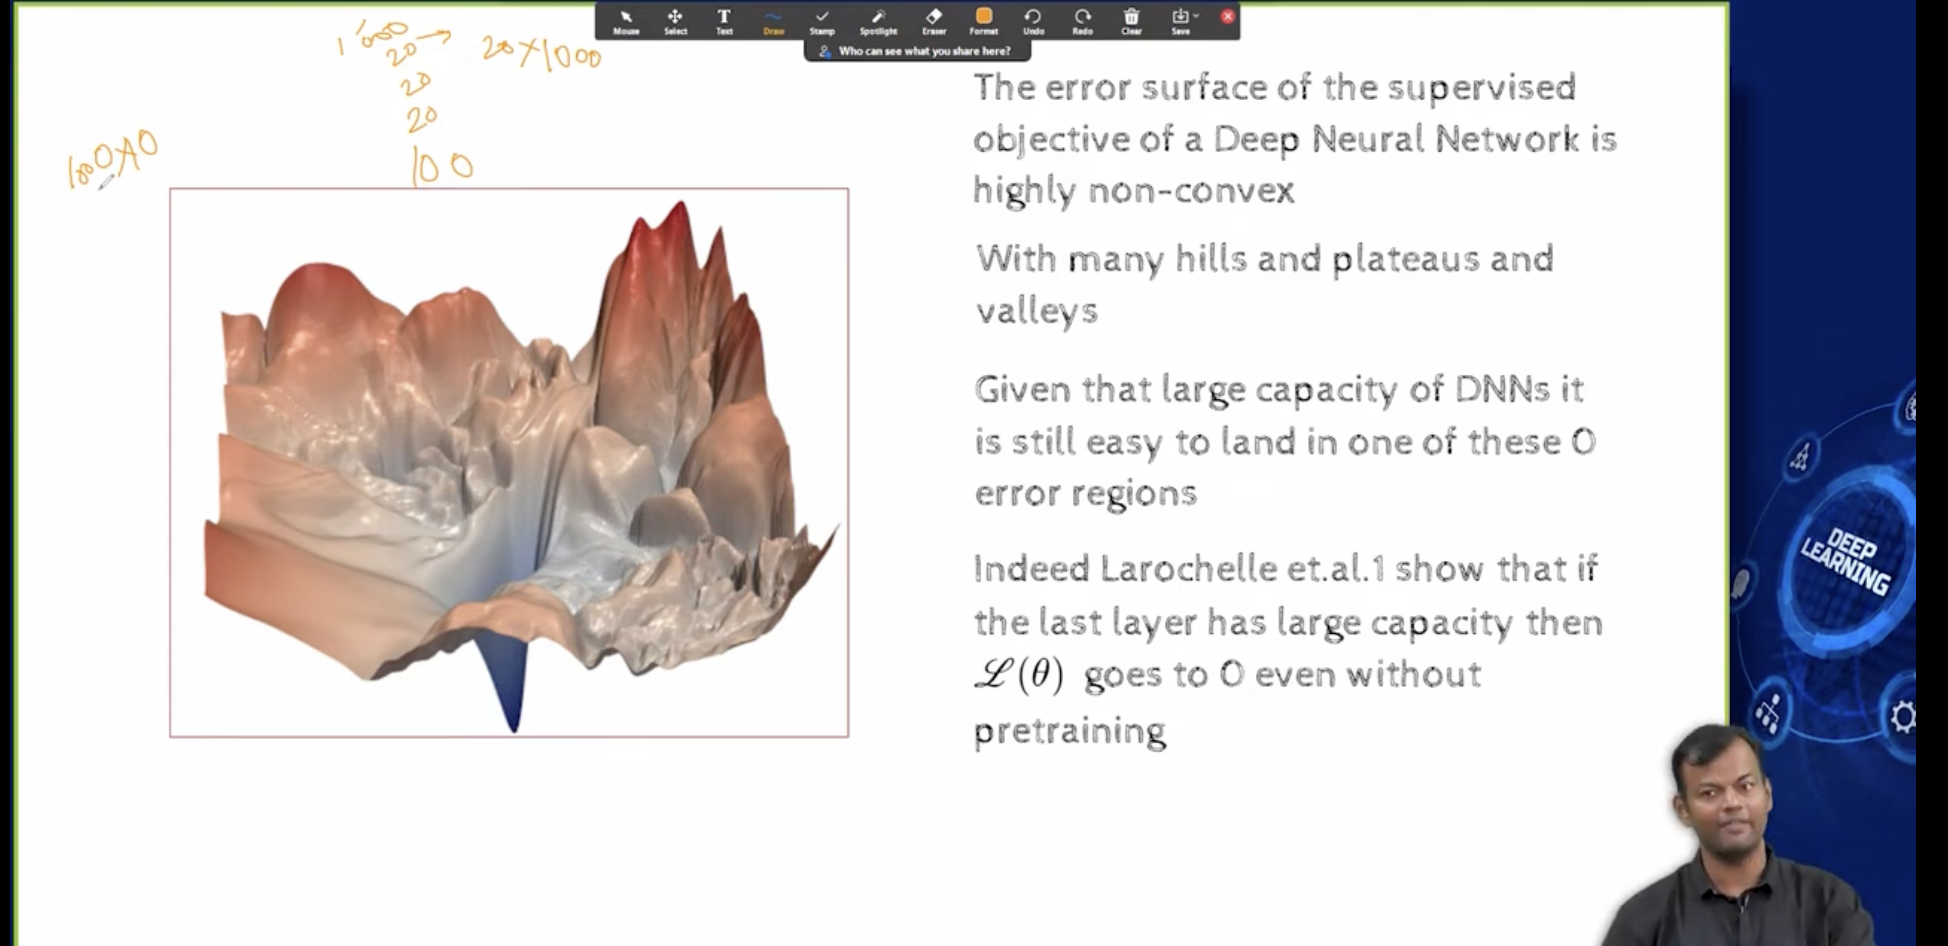 Mouse Select Text Draw Stamp Spotlight Eraser Format Undo Redo Clear Save
Who can see what you share here?
1000
20 → 20×1000
20
20
100
The error surface of the supervised
objective of a Deep Neural Network is
highly non-convex
With many hills and plateaus and
valleys
Given that large capacity of DNNs it
is still easy to land in one of these 0
error regions
Indeed Larochelle et.al.1 show that if
the last layer has large capacity then
ℒ(θ) goes to 0 even without
pretraining
DEEP
LEARNING